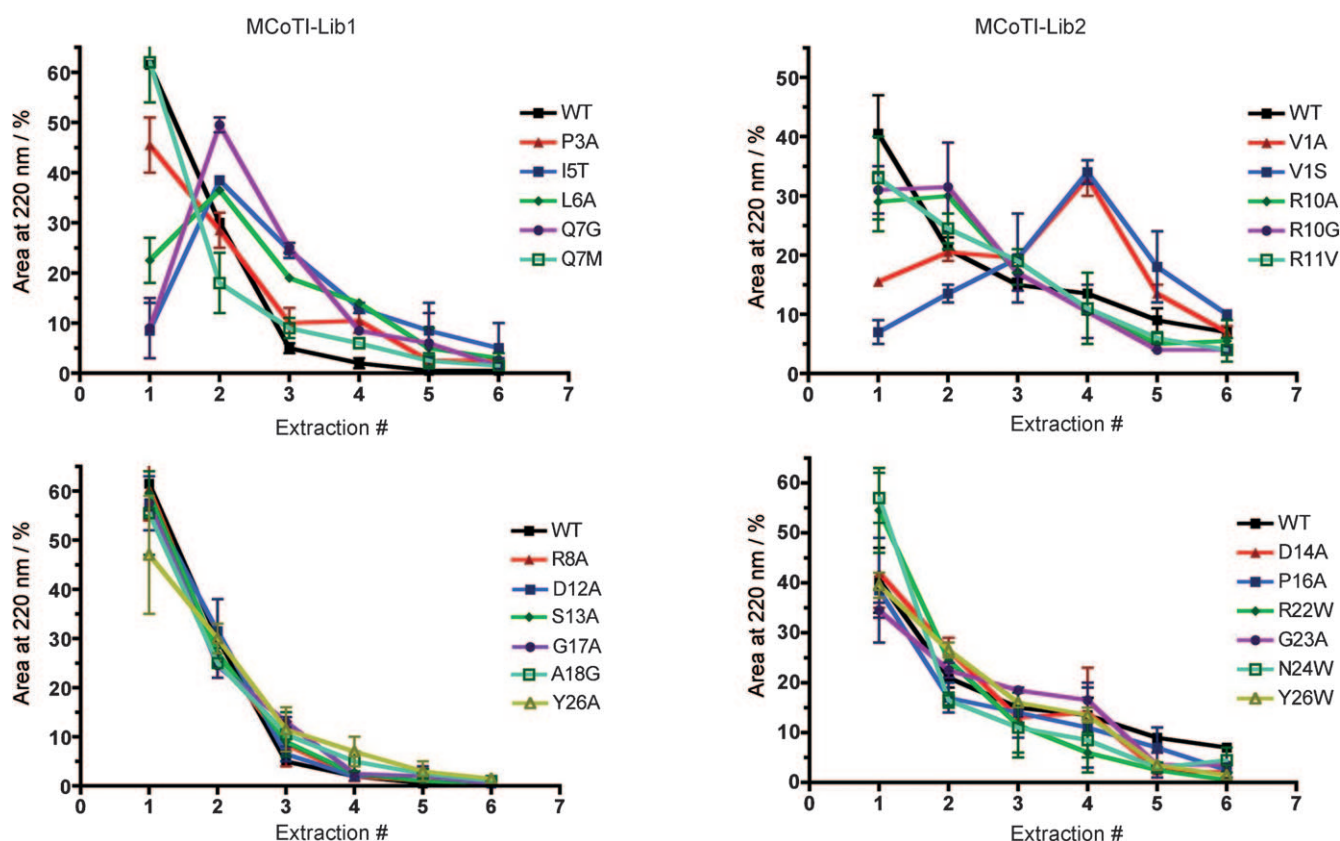 MCoTI-Lib1
Area at 220 nm / %
60
50
40
30
20
10
0
0 1 2 3 4 5 6 7
Extraction #
WT
P3A
I5T
L6A
Q7G
Q7M
MCoTI-Lib2
Area at 220 nm / %
50
40
30
20
10
0
0 1 2 3 4 5 6 7
Extraction #
WT
V1A
V1S
R10A
R10G
R11V
Area at 220 nm / %
60
50
40
30
20
10
0
0 1 2 3 4 5 6 7
Extraction #
WT
R8A
D12A
S13A
G17A
A18G
Y26A
Area at 220 nm / %
60
50
40
30
20
10
0
0 1 2 3 4 5 6 7
Extraction #
WT
D14A
P16A
R22W
G23A
N24W
Y26W